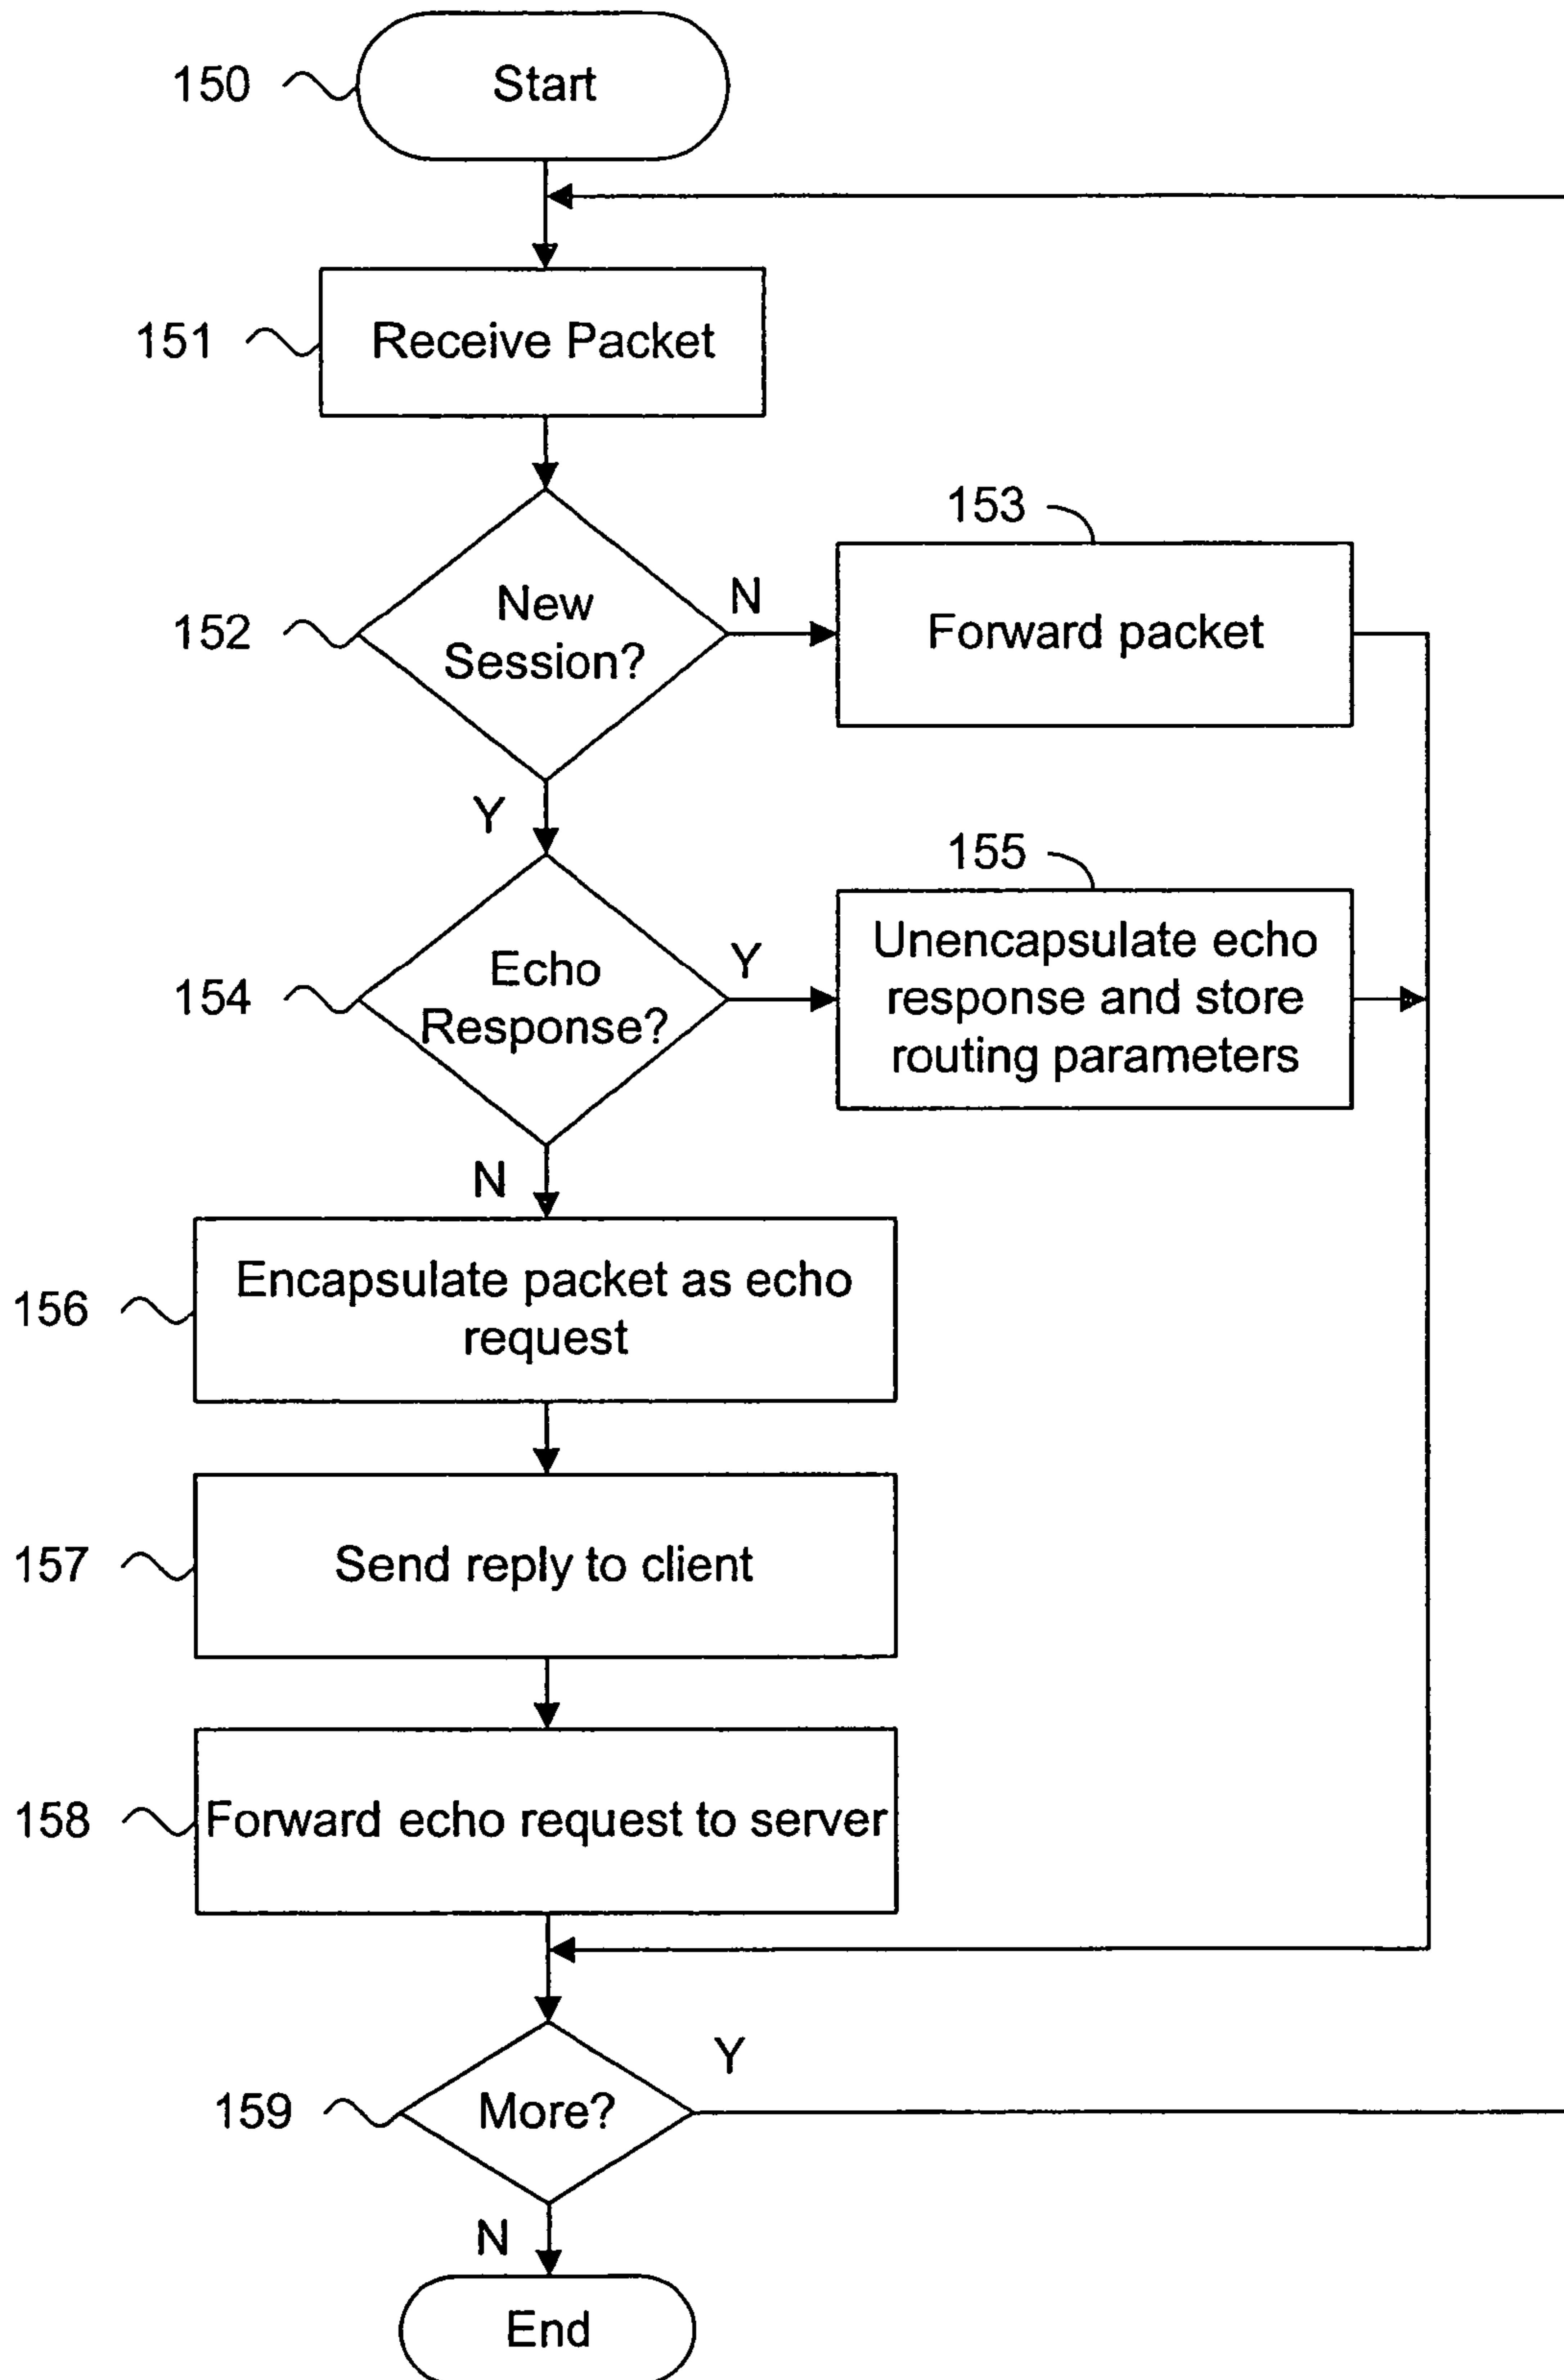 150
Start
151
Receive Packet
153
152
New
Session?
N
Forward packet
Y
155
154
Echo
Response?
Y
Unencapsulate echo
response and store
routing parameters
N
156
Encapsulate packet as echo
request
157
Send reply to client
158
Forward echo request to server
159
More?
Y
N
End